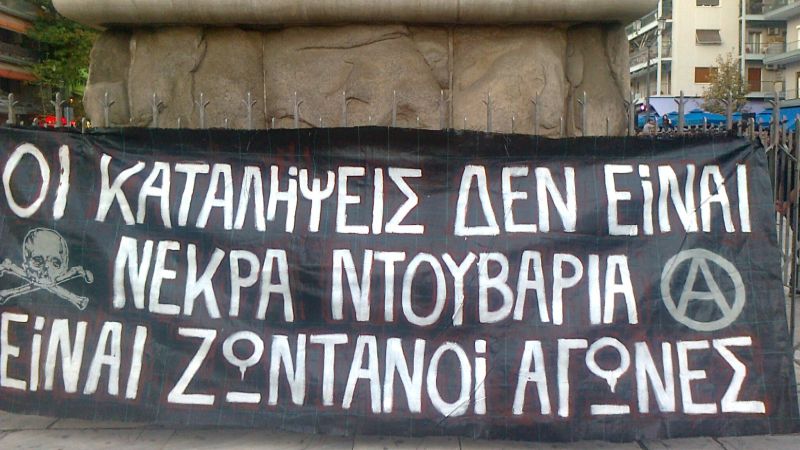 ΟΙ ΚΑΤΑΛΗΨΕΙΣ ΔΕΝ ΕΙΝΑΙ
ΝΕΚΡΑ ΝΤΟΥΒΑΡΙΑ Ⓐ
ΕΙΝΑΙ ΖΩΝΤΑΝΟΙ ΑΓΩΝΕΣ